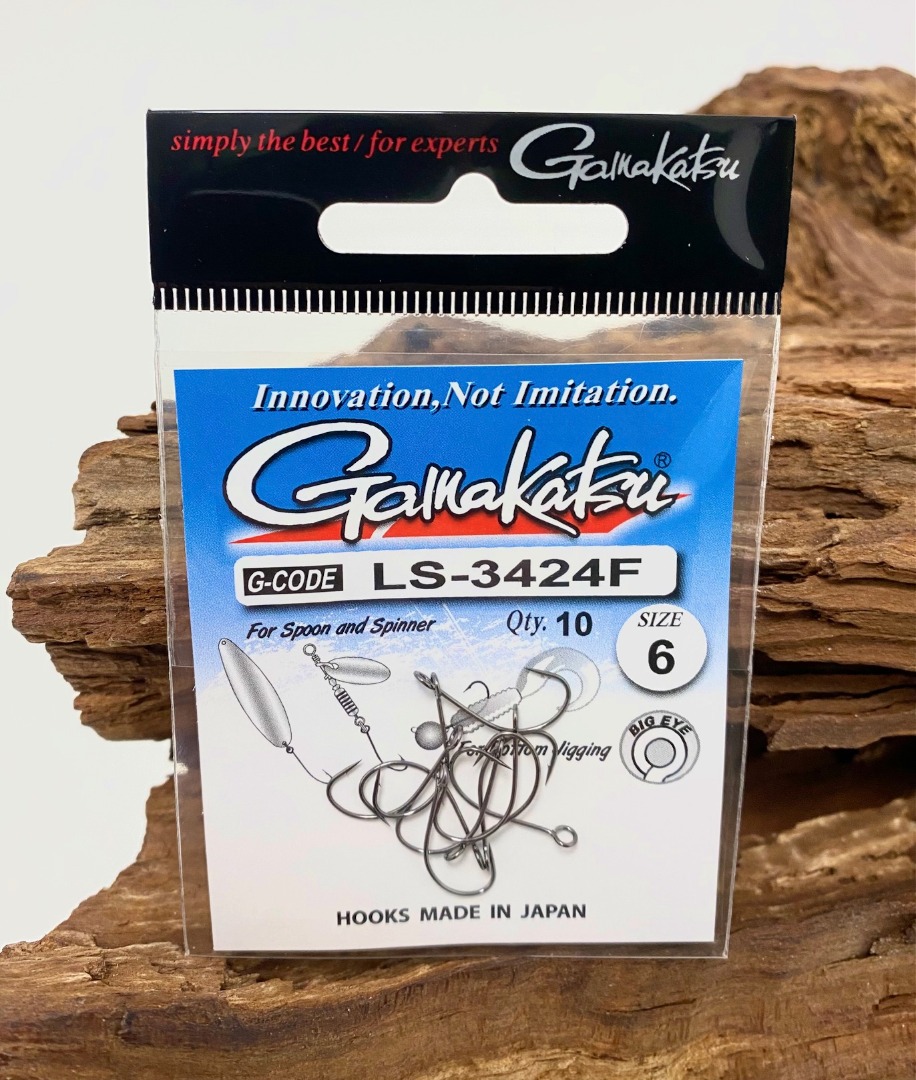 simply the best / for experts Gamakatsu
Innovation, Not Imitation.
Gamakatsu®
G-CODE LS-3424F
For Spoon and Spinner Qty. 10 SIZE
6
BIG EYE
For Bottom Jigging
HOOKS MADE IN JAPAN